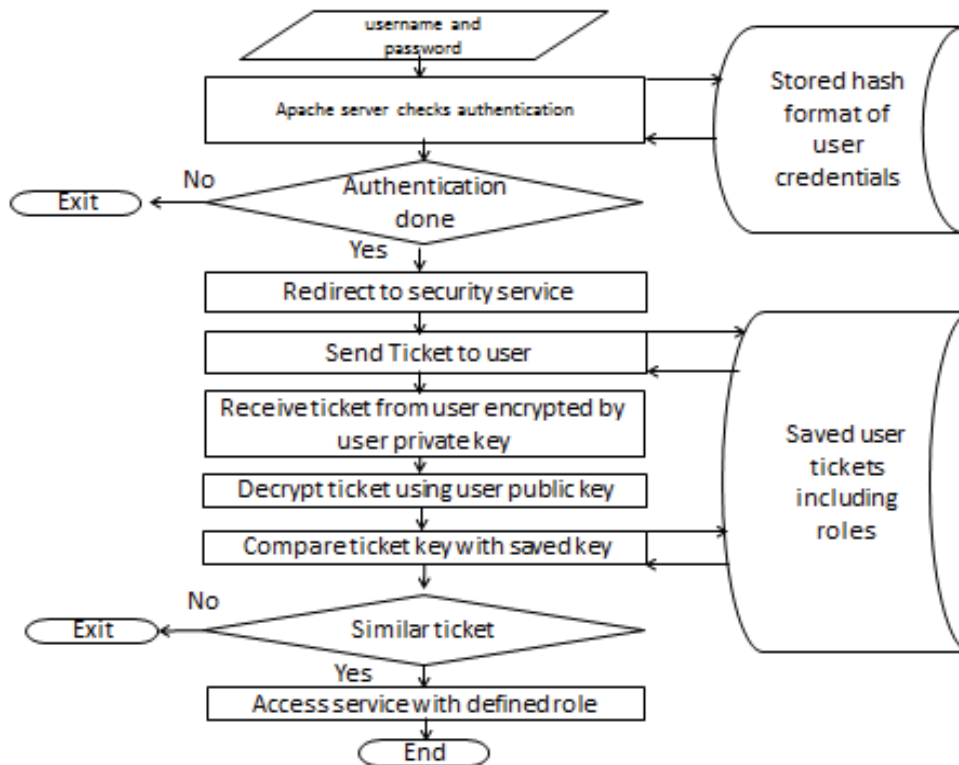 username and
password
Apache server checks authentication
Stored hash
format of
user
credentials
No
Authentication
done
Exit
Yes
Redirect to security service
Send Ticket to user
Receive ticket from user encrypted by
user private key
Decrypt ticket using user public key
Compare ticket key with saved key
Saved user
tickets
including
roles
No
Similar ticket
Exit
Yes
Access service with defined role
End